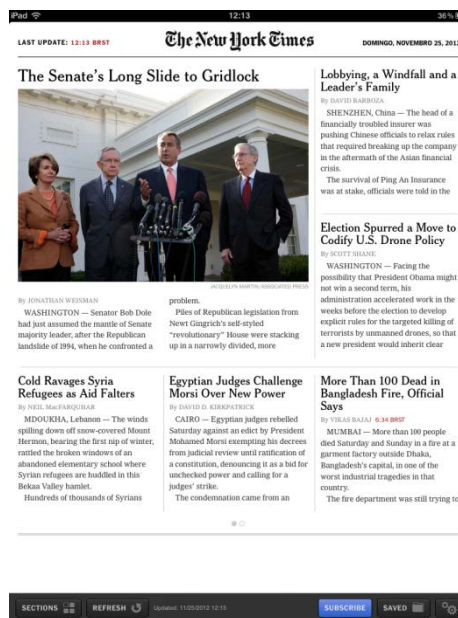 iPad 12:13 36%
LAST UPDATE: 12:13 BRST
The New York Times
DOMINGO, NOVEMBRO 25, 2012
The Senate's Long Slide to Gridlock
JACQUELYN MARTIN/ASSOCIATED PRESS
By JONATHAN WEISMAN
WASHINGTON — Senator Bob Dole
had just assumed the mantle of Senate
majority leader, after the Republican
landslide of 1994, when he confronted a
problem.
Piles of Republican legislation from
Newt Gingrich's self-styled
"revolutionary" House were stacking
up in a narrowly divided, more
Lobbying, a Windfall and a
Leader's Family
By DAVID BARBOZA
SHENZHEN, China — The head of a
financially troubled insurer was
pushing Chinese officials to relax rules
that required breaking up the company
in the aftermath of the Asian financial
crisis.
The survival of Ping An Insurance
was at stake, officials were told in the
Election Spurred a Move to
Codify U.S. Drone Policy
By SCOTT SHANE
WASHINGTON — Facing the
possibility that President Obama might
not win a second term, his
administration accelerated work in the
weeks before the election to develop
explicit rules for the targeted killing of
terrorists by unmanned drones, so that
a new president would inherit clear
Cold Ravages Syria
Refugees as Aid Falters
By NEIL MacFARQUHAR
MDOUKHA, Lebanon — The winds
spilling down off snow-covered Mount
Hermon, bearing the first nip of winter,
rattled the broken windows of an
abandoned elementary school where
Syrian refugees are huddled in this
Bekaa Valley hamlet.
Hundreds of thousands of Syrians
Egyptian Judges Challenge
Morsi Over New Power
By DAVID D. KIRKPATRICK
CAIRO — Egyptian judges rebelled
Saturday against an edict by President
Mohamed Morsi exempting his decrees
from judicial review until ratification of
a constitution, denouncing it as a bid for
unchecked power and calling for a
judges' strike.
The condemnation came from an
More Than 100 Dead in
Bangladesh Fire, Official
Says
By VIKAS BAJAJ 6:34 BRST
MUMBAI — More than 100 people
died Saturday and Sunday in a fire at a
garment factory outside Dhaka,
Bangladesh's capital, in one of the
worst industrial tragedies in that
country.
The fire department was still trying to
SECTIONS REFRESH Updated: 11/25/2012 12:13 SUBSCRIBE SAVED